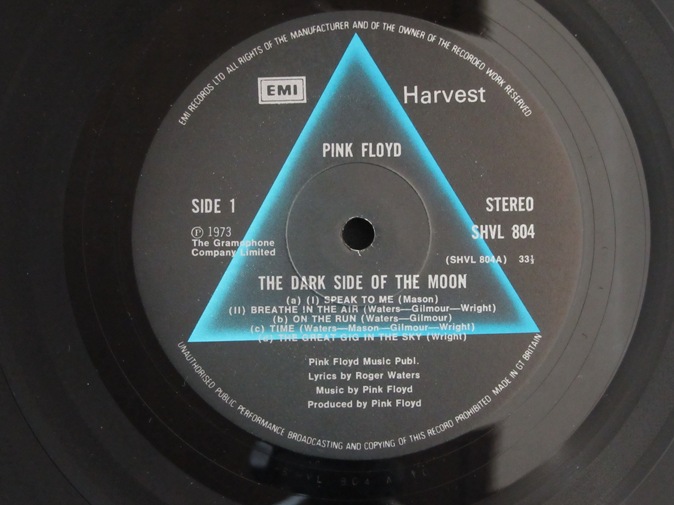 EMI RECORDS LTD ALL RIGHTS OF THE MANUFACTURER AND OF THE OWNER OF THE RECORDED WORK RESERVED
EMI
Harvest
PINK FLOYD
SIDE 1
STEREO
Ⓟ 1973
SHVL 804
The Gramophone
Company Limited
(SHVL 804A) 33⅓
THE DARK SIDE OF THE MOON
(a) (I) SPEAK TO ME (Mason)
(II) BREATHE IN THE AIR (Waters—Gilmour—Wright)
(b) ON THE RUN (Waters—Gilmour)
(c) TIME (Waters—Mason—Gilmour—Wright)
THE GREAT GIG IN THE SKY (Wright)
Pink Floyd Music Publ.
Lyrics by Roger Waters
Music by Pink Floyd
Produced by Pink Floyd
UNAUTHORISED PUBLIC PERFORMANCE BROADCASTING AND COPYING OF THIS RECORD PROHIBITED MADE IN GT BRITAIN